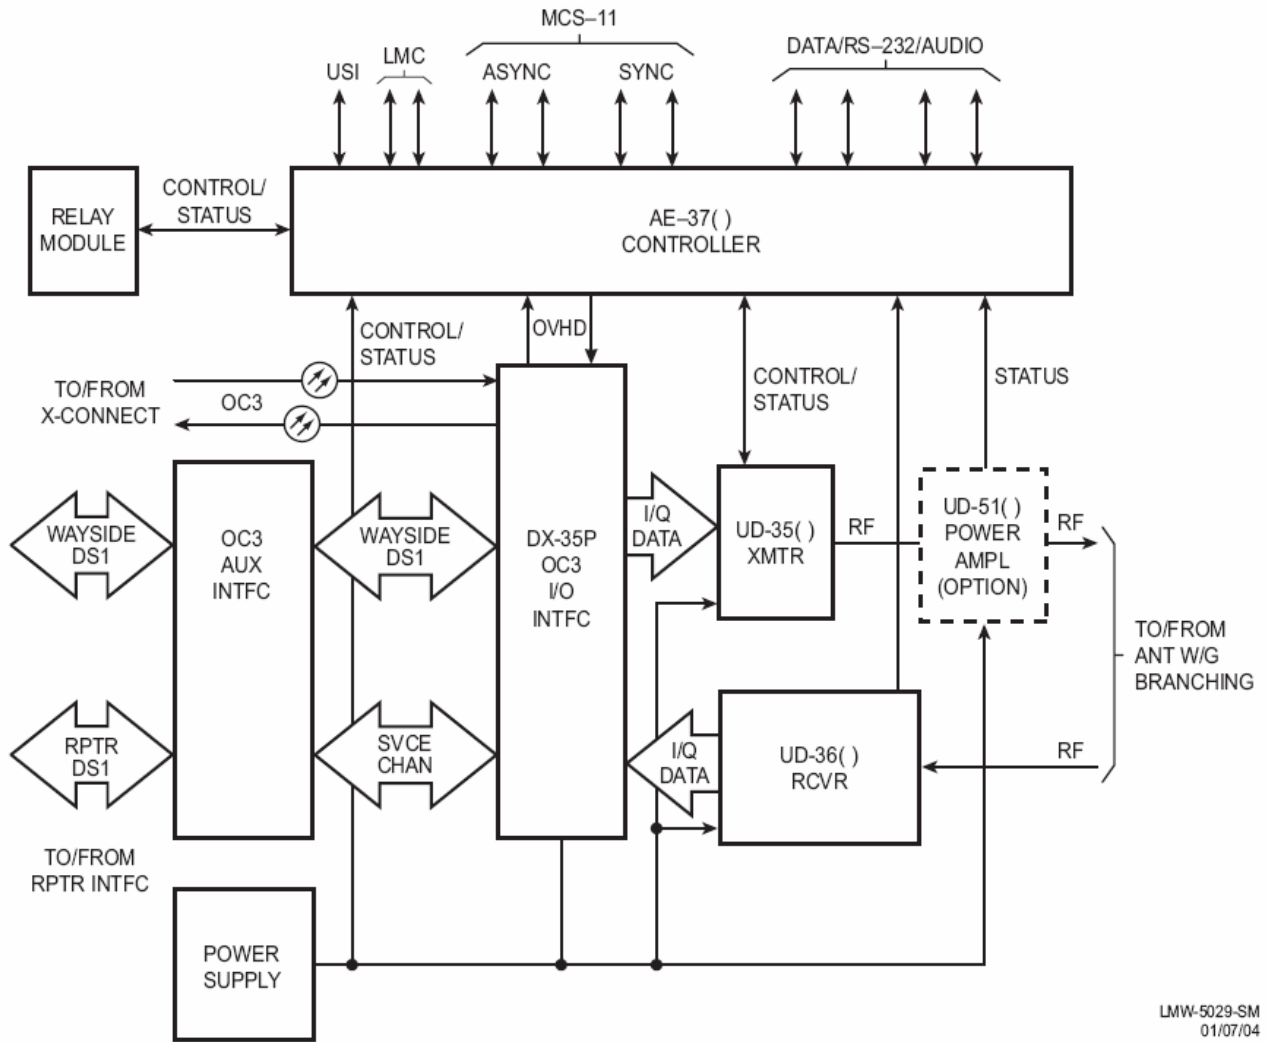 MCS–11
LMC
DATA/RS–232/AUDIO
USI
ASYNC
SYNC
RELAY
MODULE
CONTROL/
STATUS
AE–37( )
CONTROLLER
CONTROL/
STATUS
OVHD
TO/FROM
X-CONNECT
OC3
CONTROL/
STATUS
STATUS
WAYSIDE
DS1
OC3
AUX
INTFC
WAYSIDE
DS1
DX-35P
OC3
I/O
INTFC
I/Q
DATA
UD-35( )
XMTR
RF
UD-51( )
POWER
AMPL
(OPTION)
RF
TO/FROM
ANT W/G
BRANCHING
RPTR
DS1
SVCE
CHAN
I/Q
DATA
UD-36( )
RCVR
RF
TO/FROM
RPTR INTFC
POWER
SUPPLY
LMW-5029-SM
01/07/04